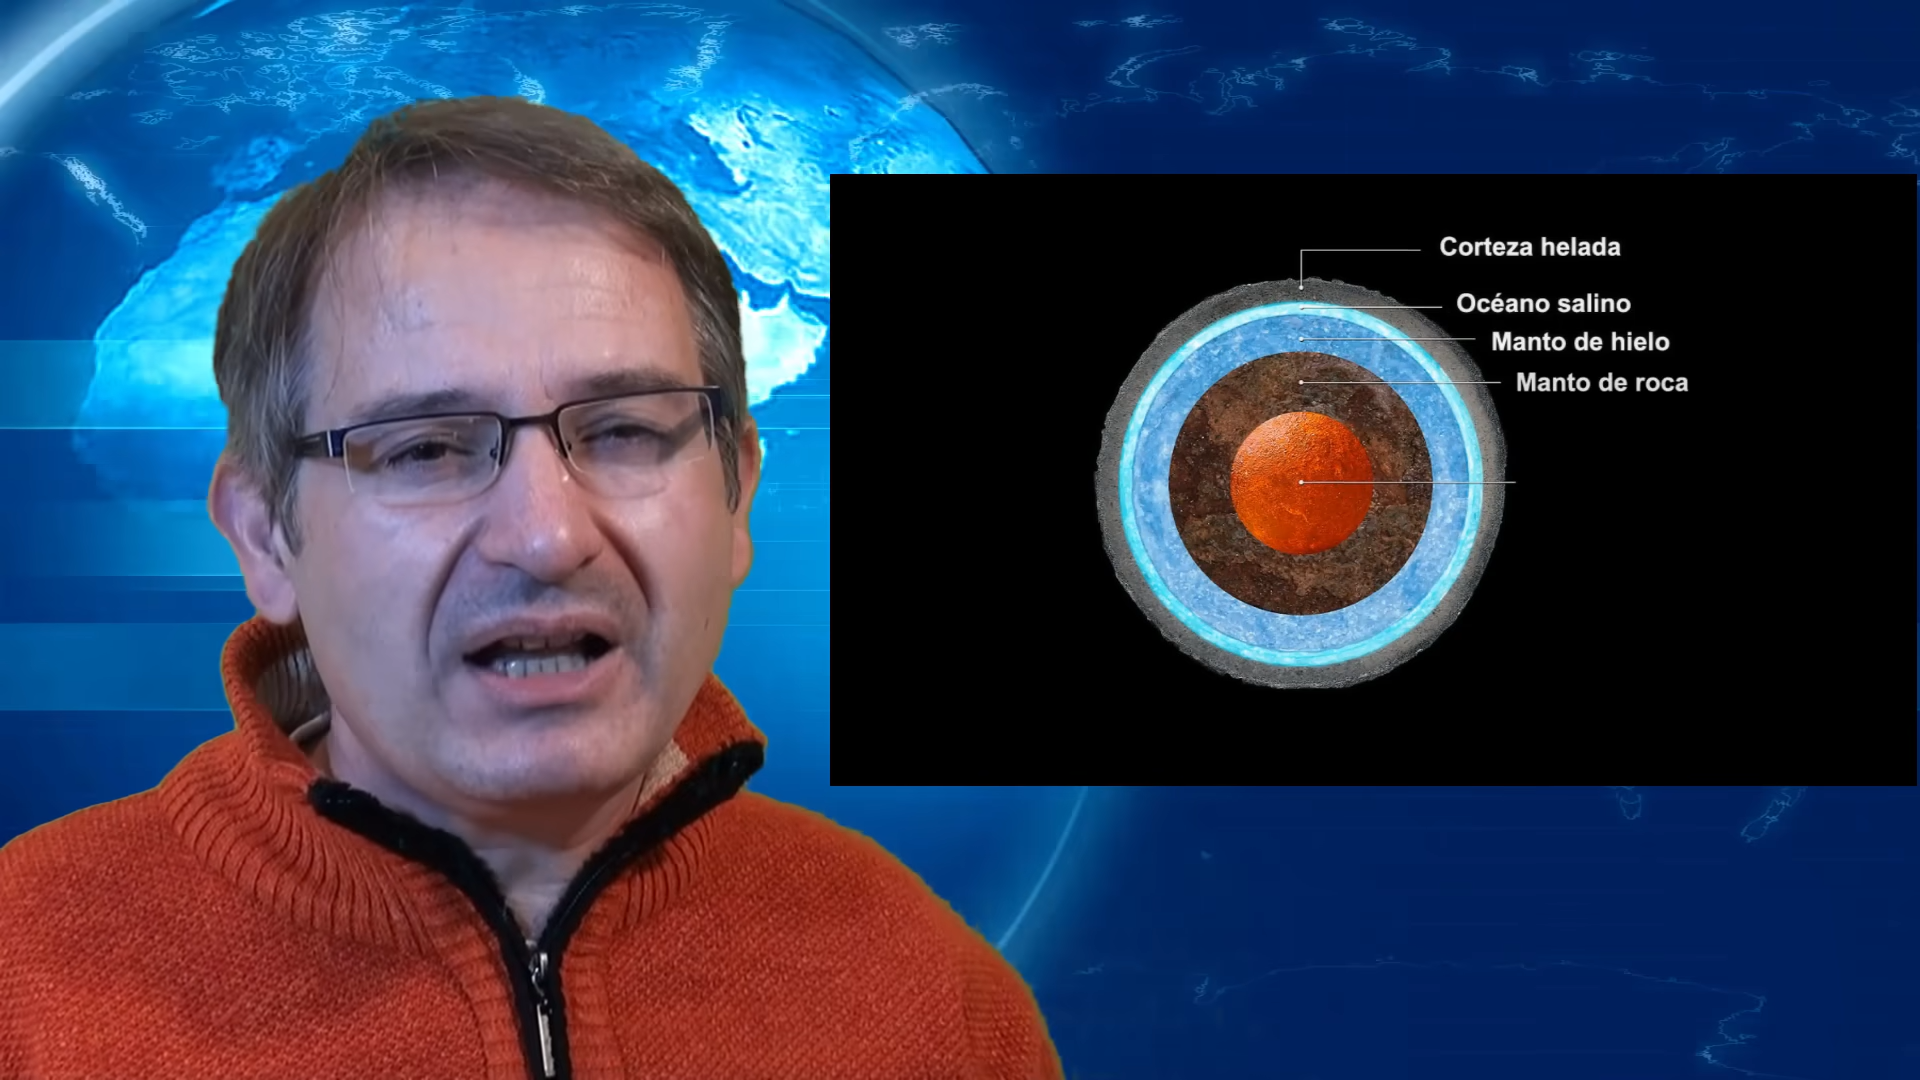 Corteza helada
Océano salino
Manto de hielo
Manto de roca